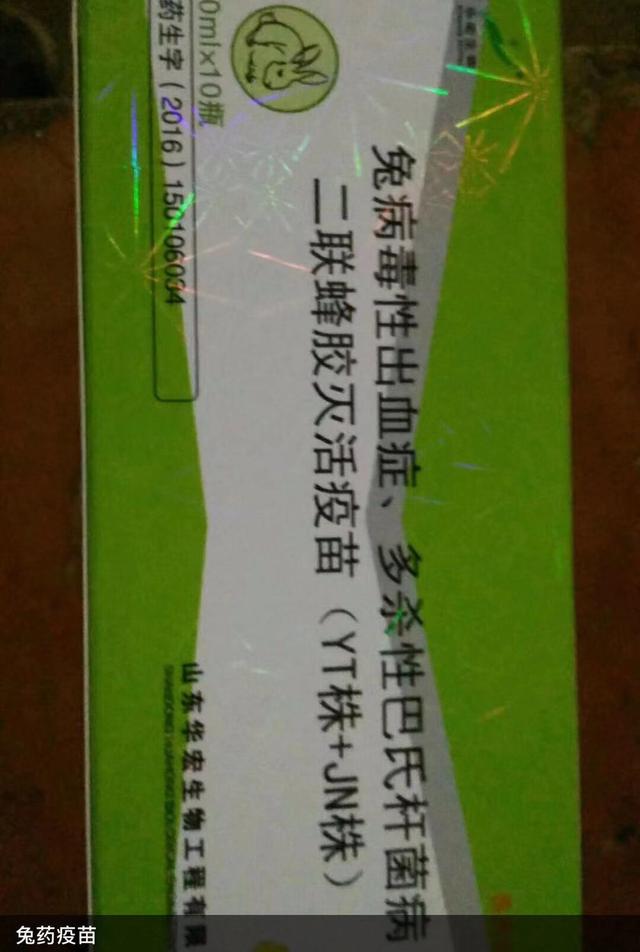 兔病毒性出血症、多杀性巴氏杆菌病
二联蜂胶灭活疫苗（YT株+JN株）
0ml×10瓶
药生字（2016）150106034
山东华宏生物工程有限
兔药疫苗